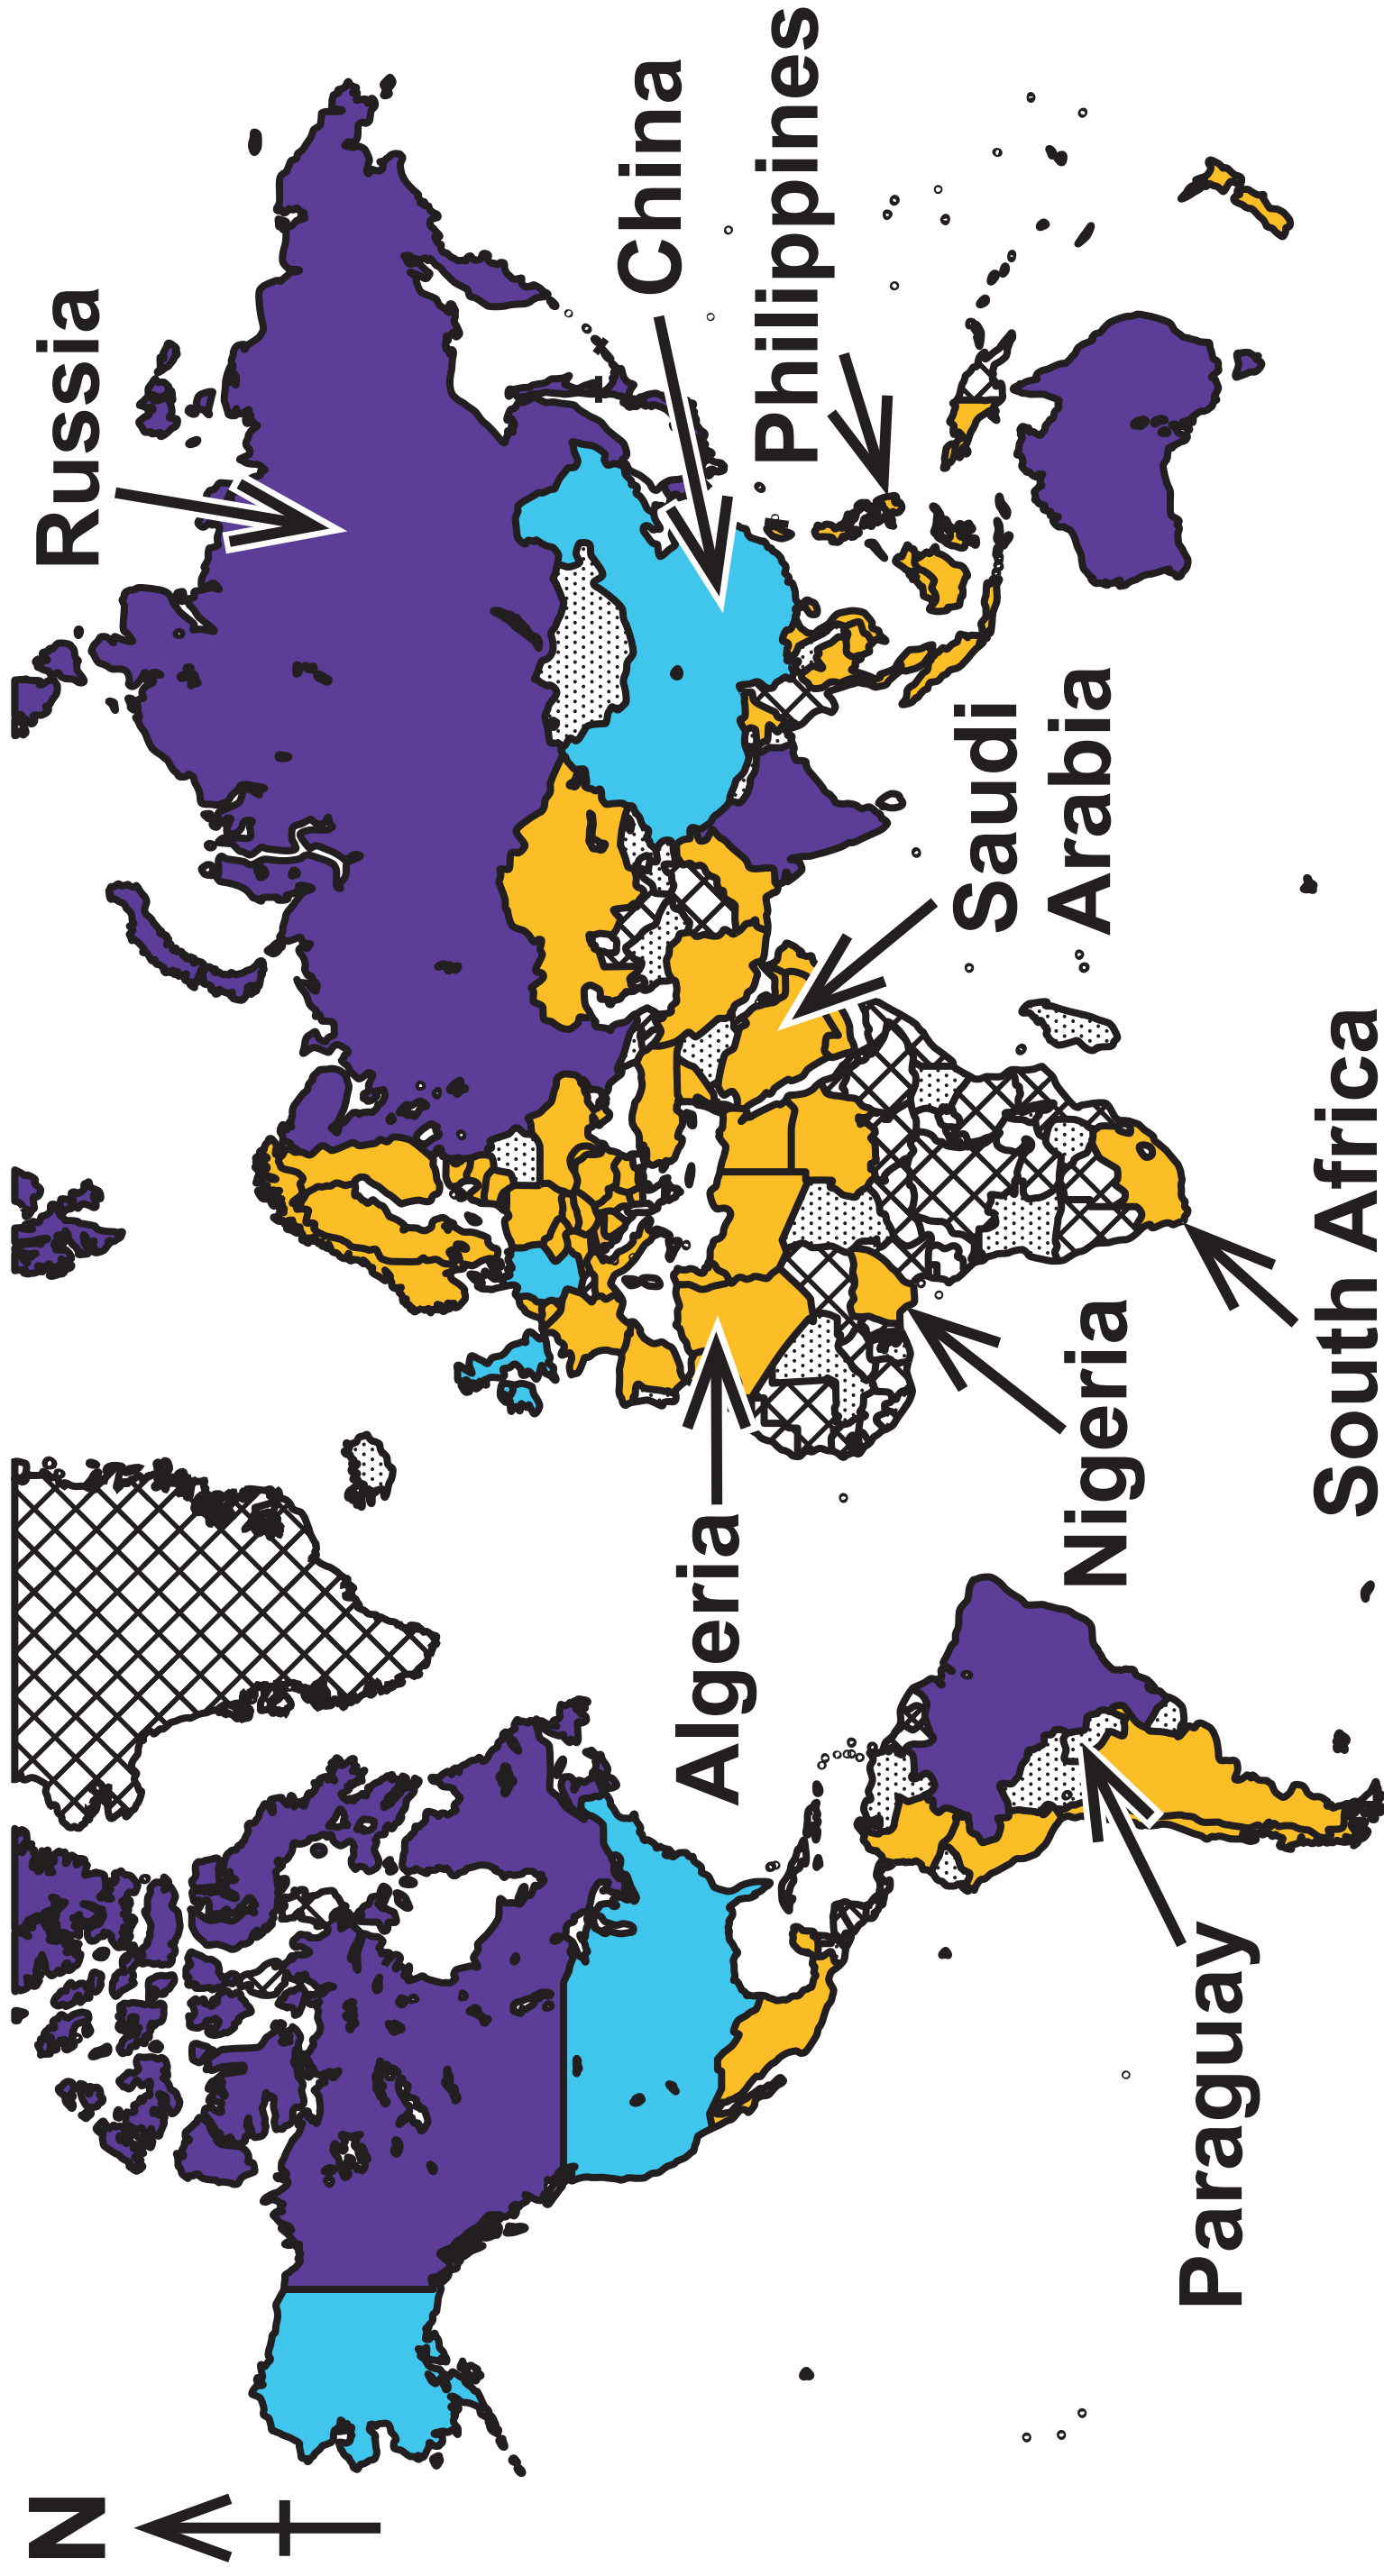 N
Russia
China
Philippines
Saudi
Arabia
Algeria
Nigeria
South Africa
Paraguay